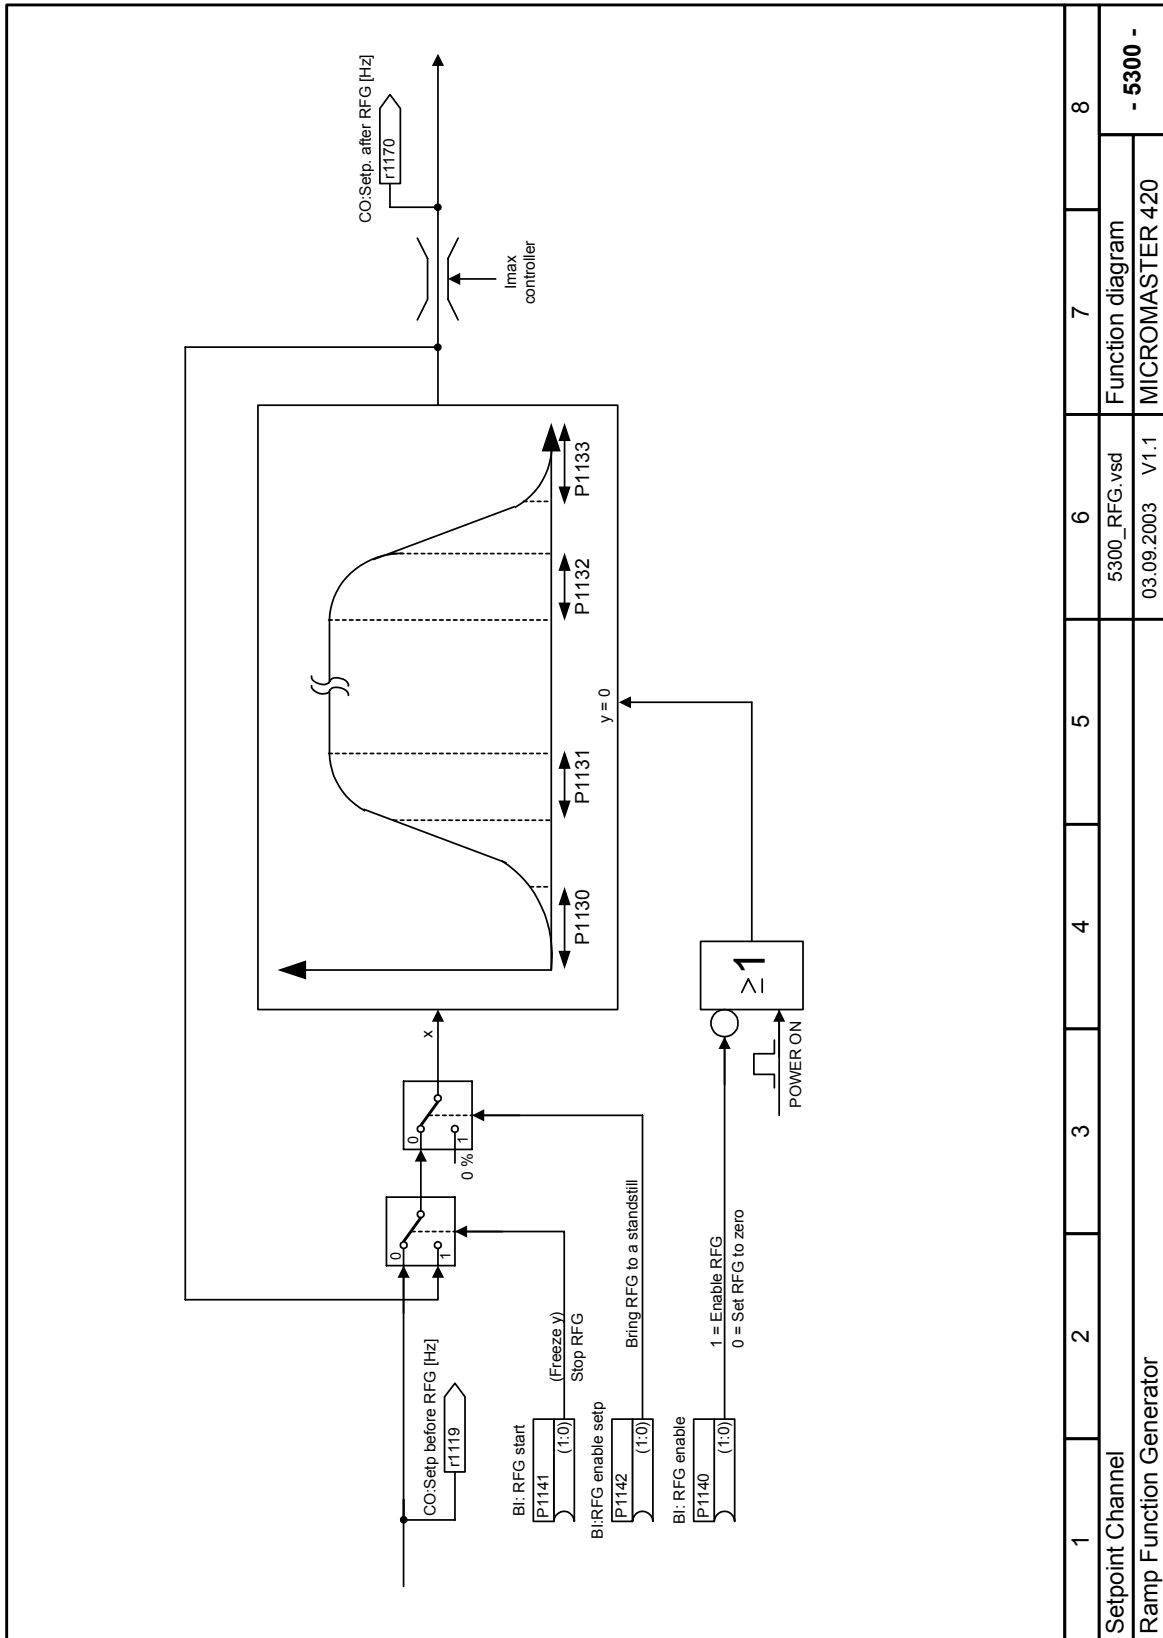 CO:Setp before RFG [Hz]
r1119
BI: RFG start
P1141
(1:0)
(Freeze y)
Stop RFG
BI:RFG enable setp
P1142
(1:0)
Bring RFG to a standstill
BI: RFG enable
P1140
(1:0)
1 = Enable RFG
0 = Set RFG to zero
0
1
0
1
0 %
x
POWER ON
≥1
y = 0
P1130
P1131
P1132
P1133
Imax
controller
CO:Setp. after RFG [Hz]
r1170
1 2 3 4 5 6 7 8
Setpoint Channel 5300_RFG.vsd Function diagram - 5300 -
Ramp Function Generator 03.09.2003 V1.1 MICROMASTER 420